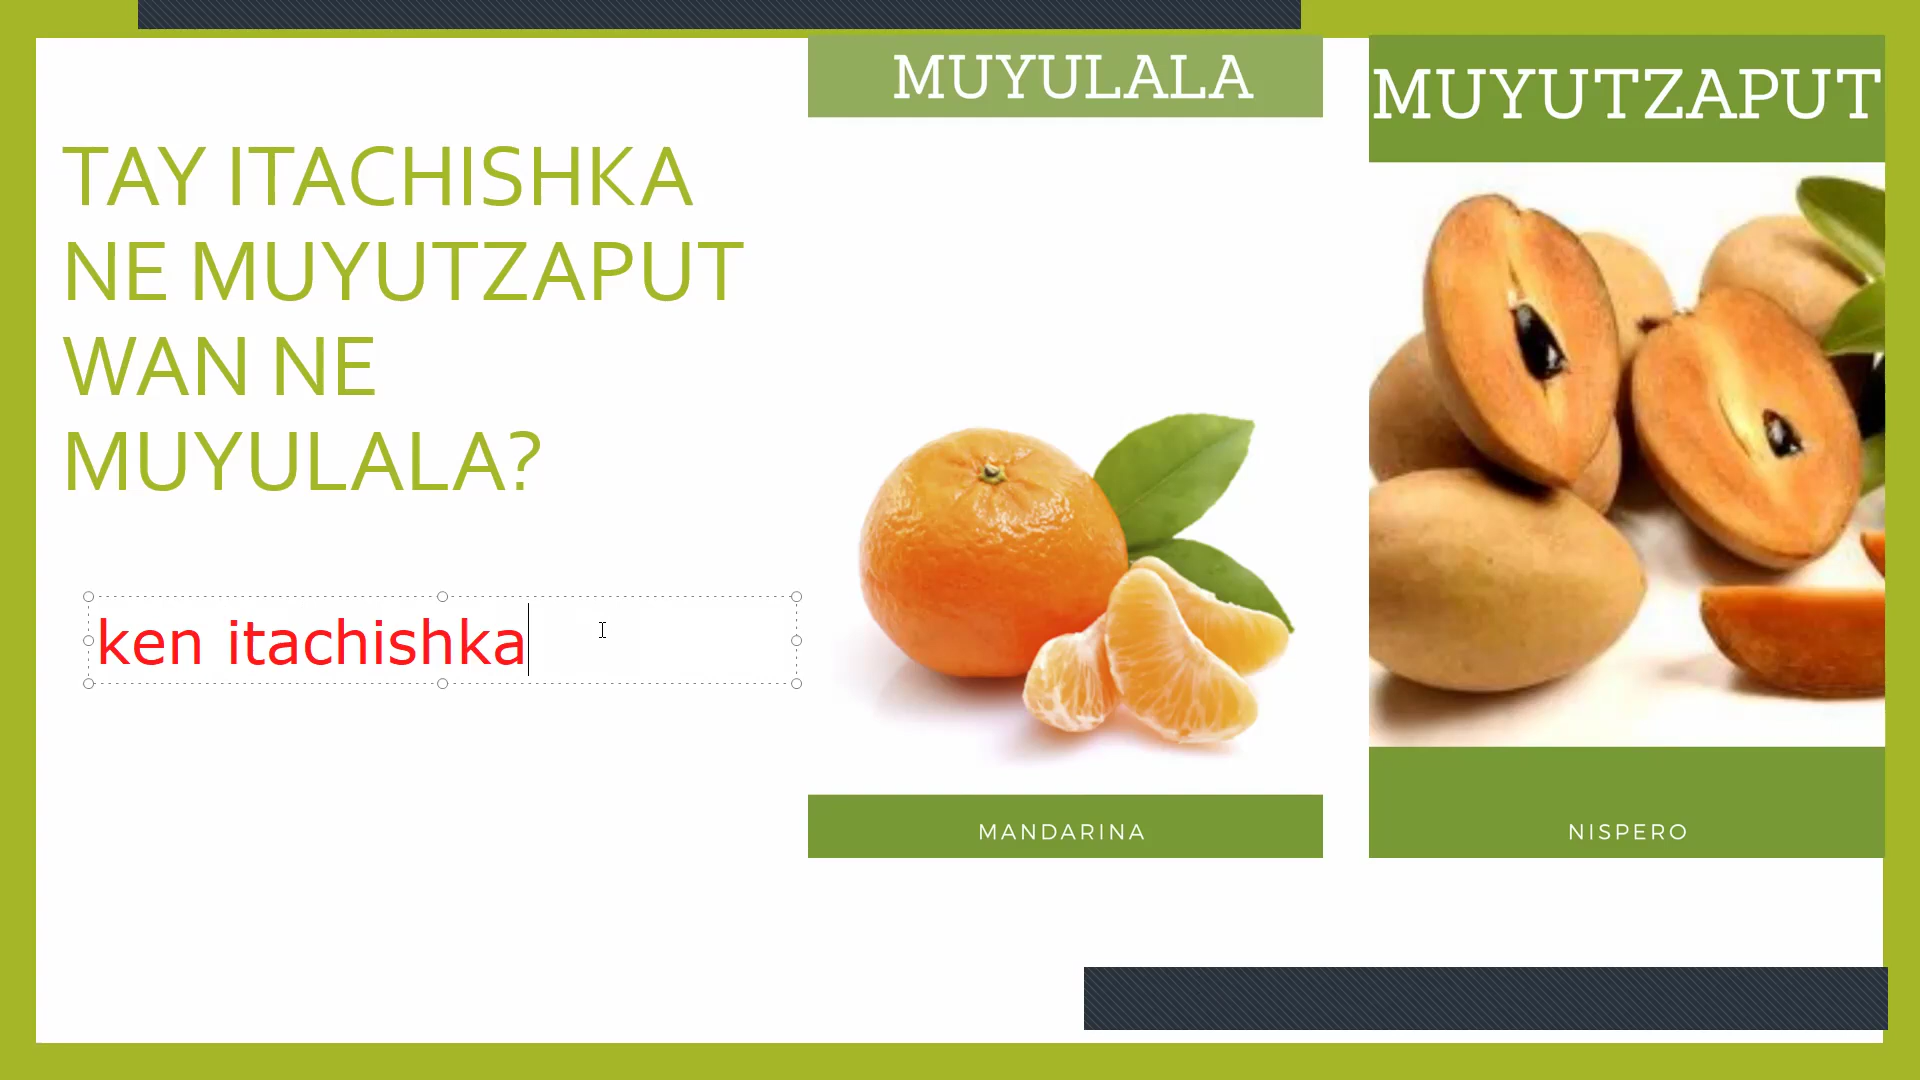 TAY ITACHISHKA
NE MUYUTZAPUT
WAN NE
MUYULALA?
ken itachishka
MUYULALA
MANDARINA
MUYUTZAPUT
NISPERO